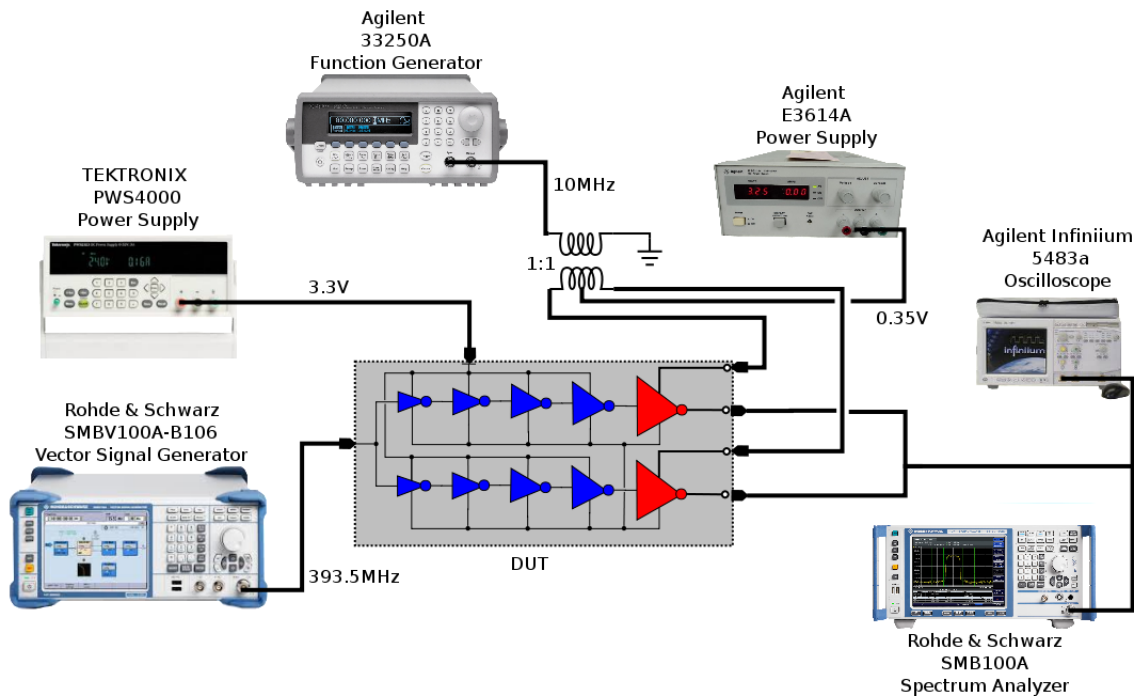 Agilent
33250A
Function Generator
Agilent
E3614A
Power Supply
TEKTRONIX
PWS4000
Power Supply
10MHz
Agilent Infiniium
5483a
Oscilloscope
1:1
3.3V
0.35V
infiniium
Rohde & Schwarz
SMBV100A-B106
Vector Signal Generator
393.5MHz
DUT
Rohde & Schwarz
SMB100A
Spectrum Analyzer